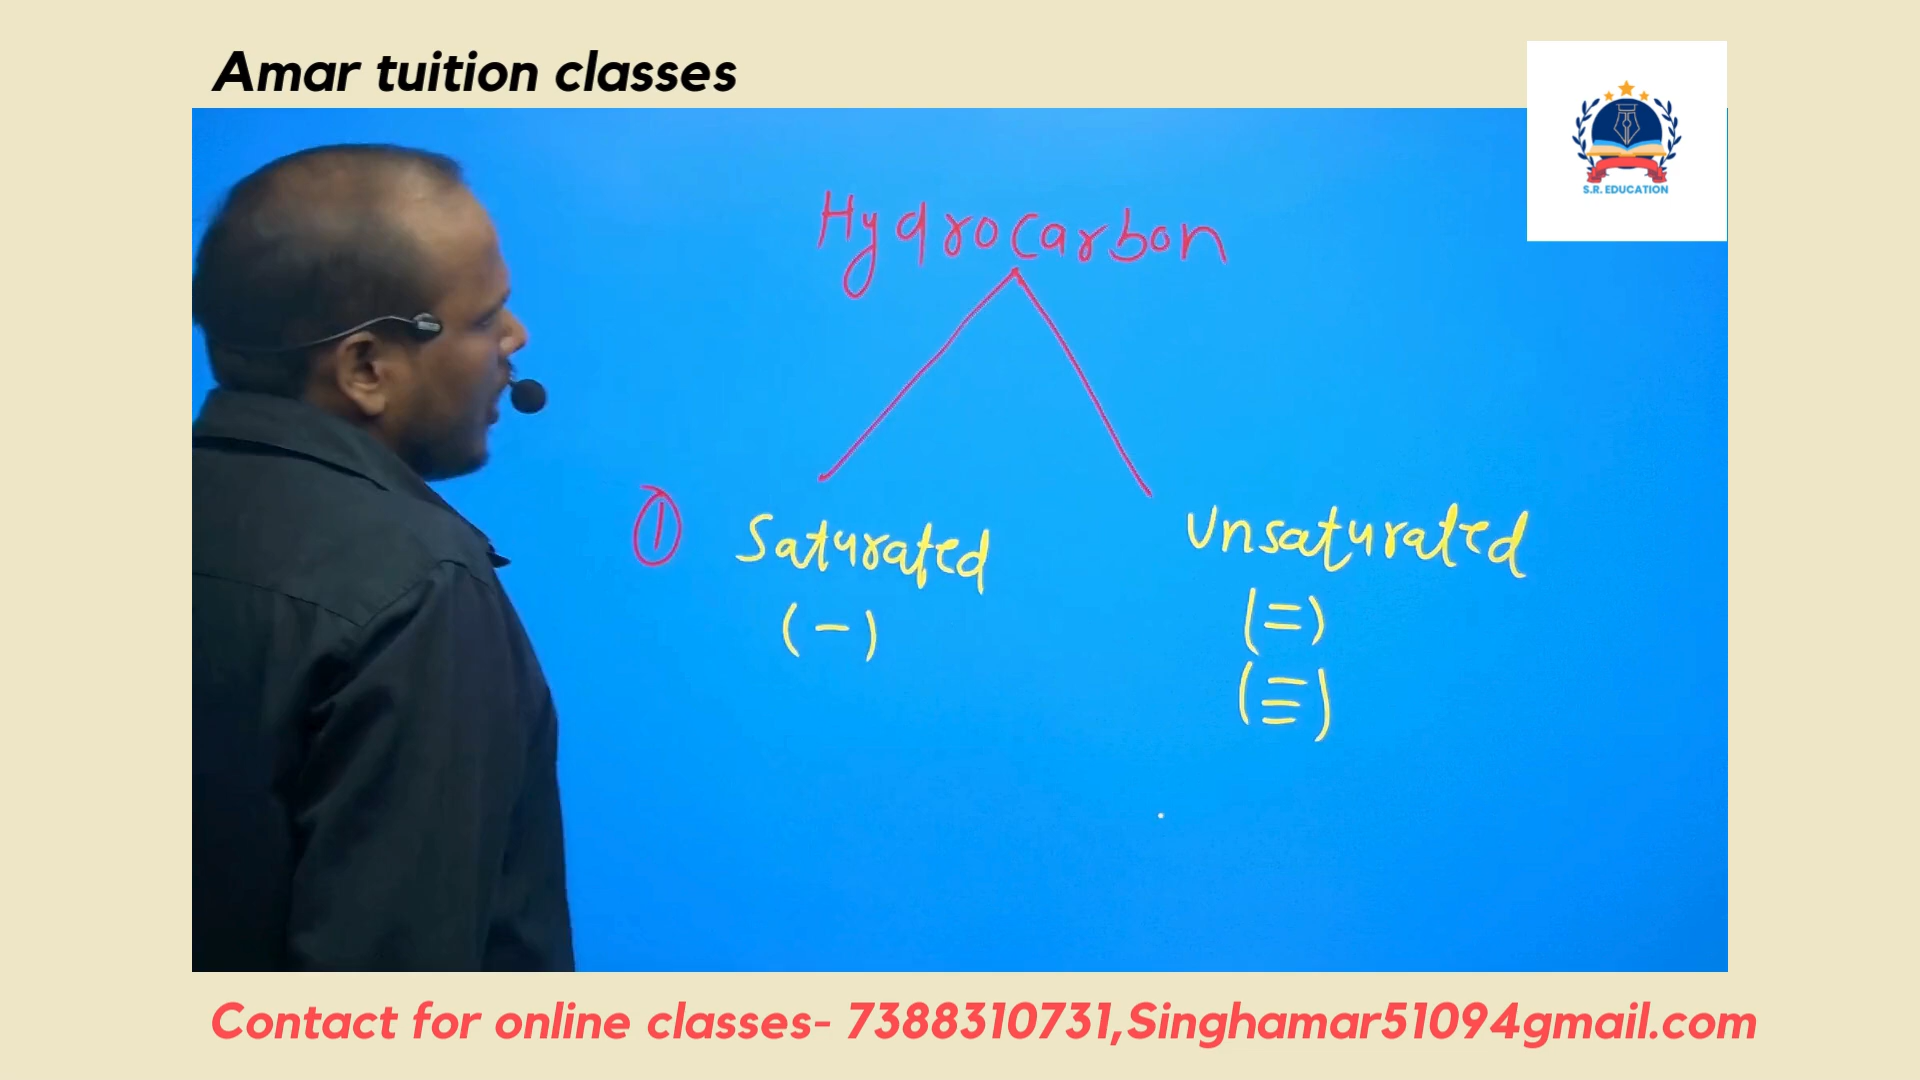 Amar tuition classes
S.R. EDUCATION
Hydrocarbon
① Saturated
Unsaturated
(-)
(=)
(≡)
Contact for online classes- 7388310731,Singhamar51094gmail.com